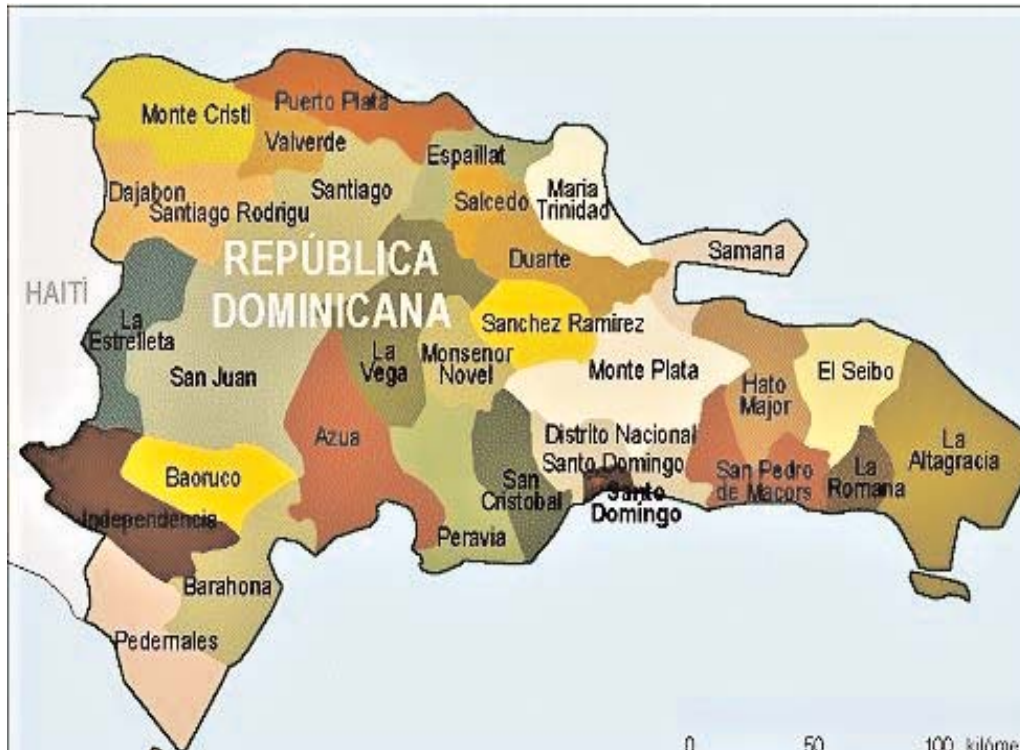 Puerto Plata
Monte Cristi
Valverde
Espaillat
Dajabon
Santiago
Salcedo
Maria
Trinidad
Santiago Rodrigu
REPÚBLICA
DOMINICANA
Duarte
Samana
HAITÍ
La
Estrelleta
Sanchez Ramirez
San Juan
La
Vega
Monsenor
Novel
Monte Plata
Hato
Major
El Seibo
Azua
Distrito Nacional
Santo Domingo
La
Altagracia
Baoruco
San
Cristobal
Santo
Domingo
San Pedro
de Macors
La
Romana
Independencia
Peravia
Barahona
Pedernales
0 50 100 kilóme